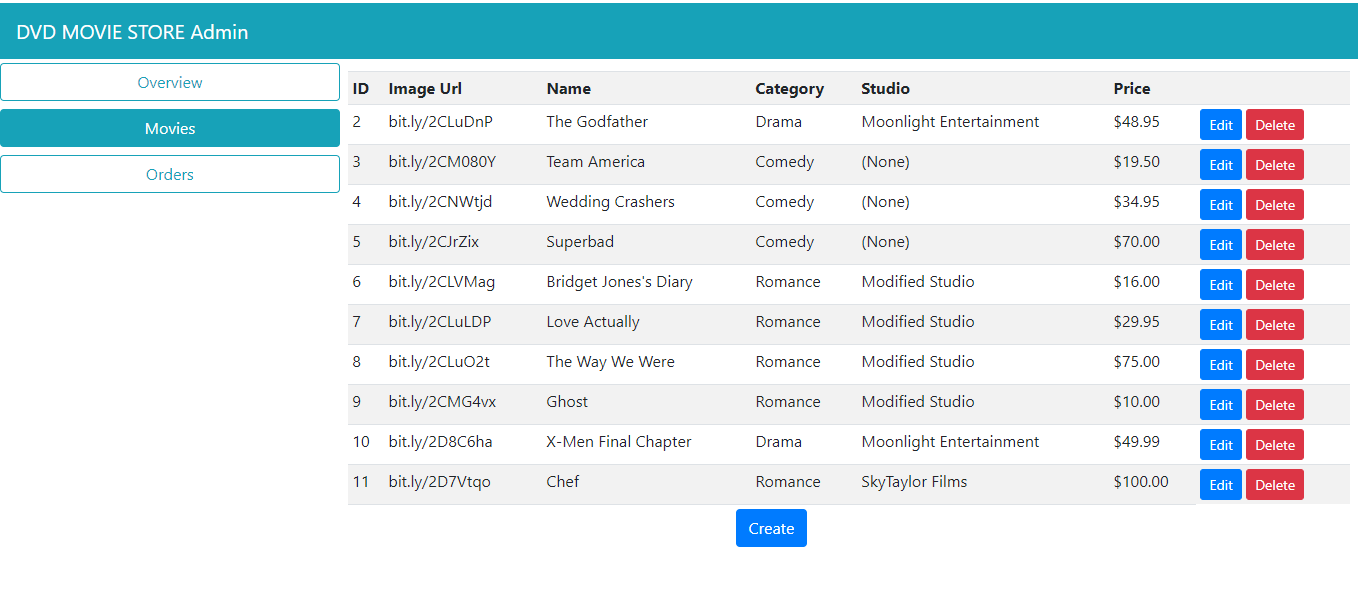 DVD MOVIE STORE Admin
Overview
Movies
Orders
ID Image Url Name Category Studio Price
2 bit.ly/2CLuDnP The Godfather Drama Moonlight Entertainment $48.95 Edit Delete
3 bit.ly/2CM080Y Team America Comedy (None) $19.50 Edit Delete
4 bit.ly/2CNWtjd Wedding Crashers Comedy (None) $34.95 Edit Delete
5 bit.ly/2CJrZix Superbad Comedy (None) $70.00 Edit Delete
6 bit.ly/2CLVMag Bridget Jones's Diary Romance Modified Studio $16.00 Edit Delete
7 bit.ly/2CLuLDP Love Actually Romance Modified Studio $29.95 Edit Delete
8 bit.ly/2CLuO2t The Way We Were Romance Modified Studio $75.00 Edit Delete
9 bit.ly/2CMG4vx Ghost Romance Modified Studio $10.00 Edit Delete
10 bit.ly/2D8C6ha X-Men Final Chapter Drama Moonlight Entertainment $49.99 Edit Delete
11 bit.ly/2D7Vtqo Chef Romance SkyTaylor Films $100.00 Edit Delete
Create